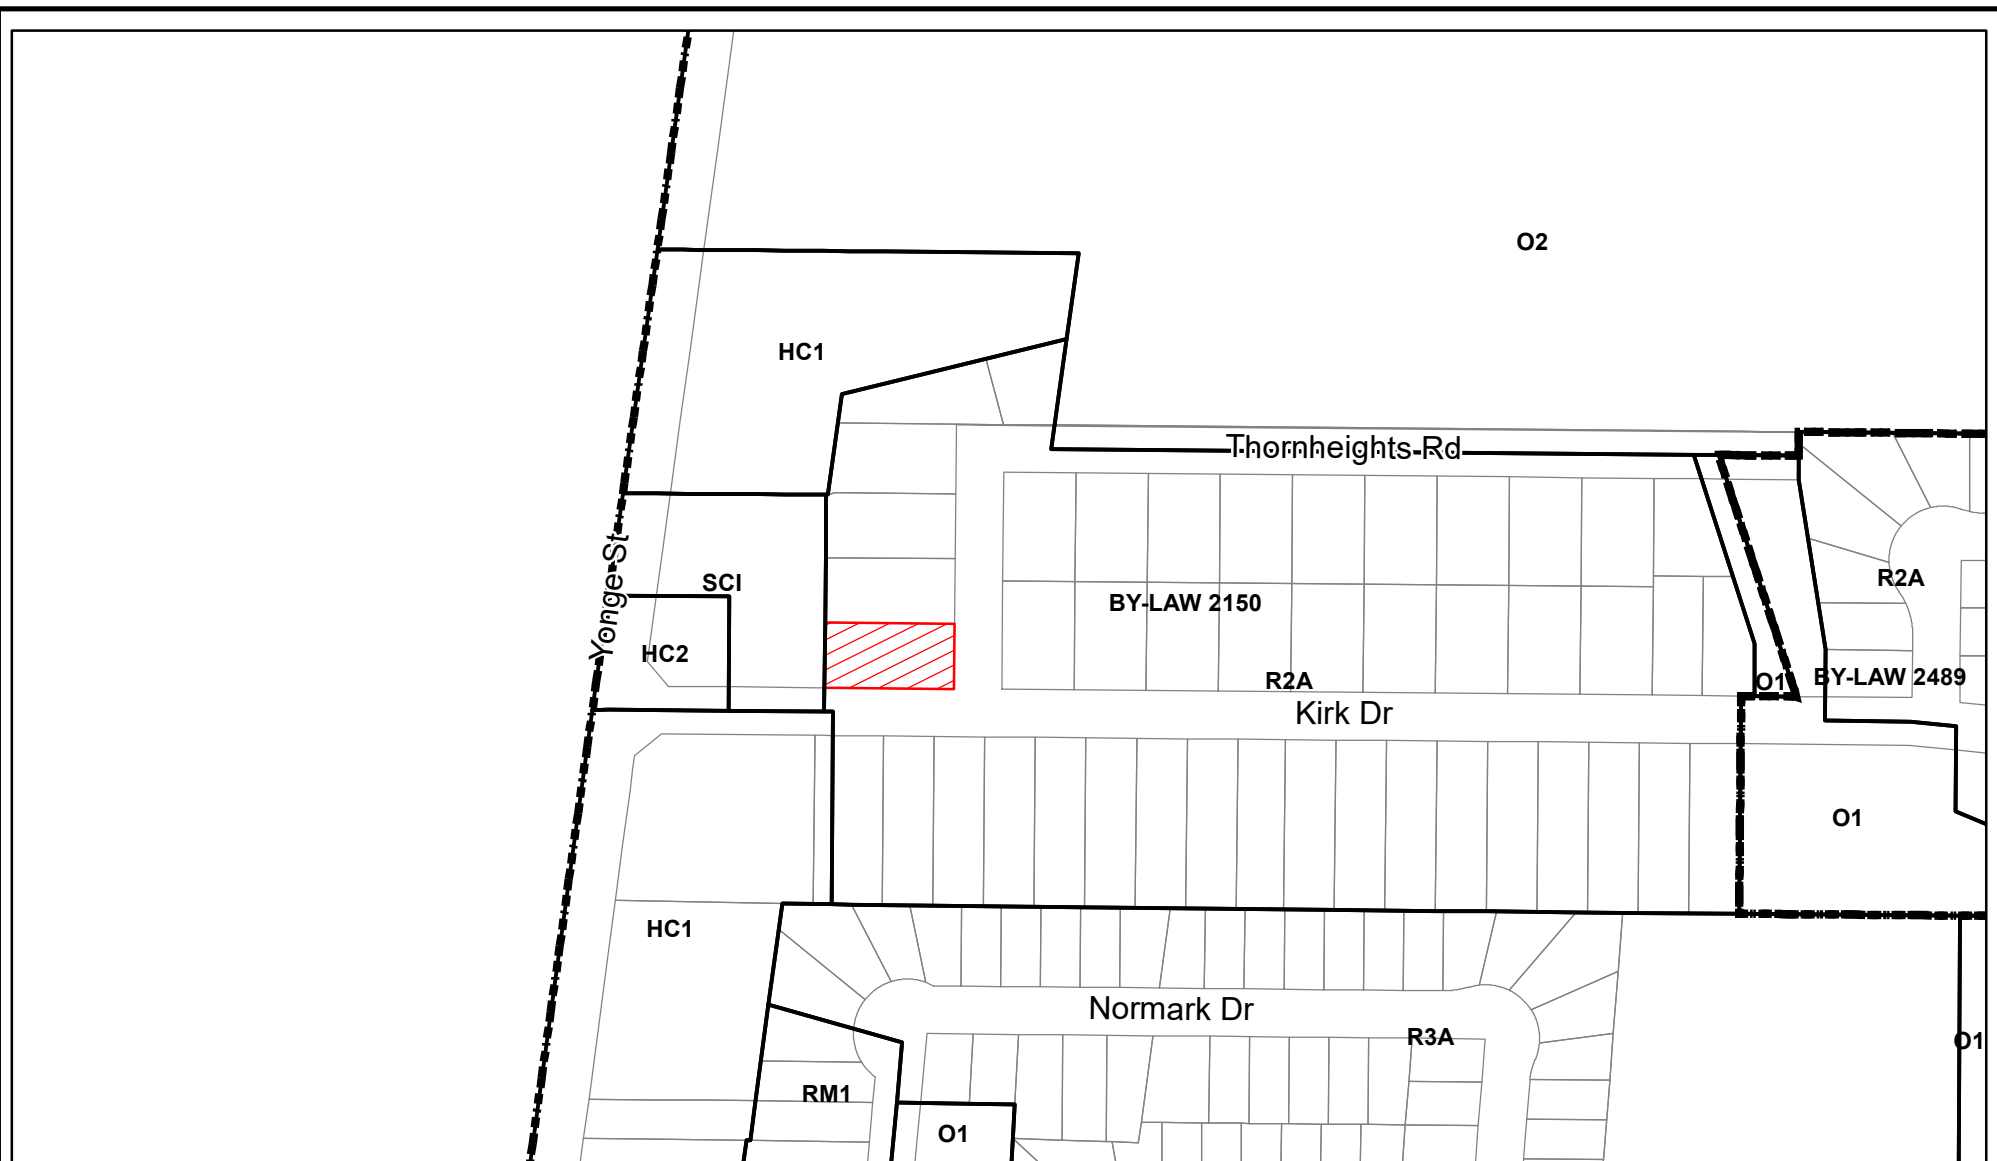 O2
HC1
Thornheights Rd
Yonge St
SCI
R2A
BY-LAW 2150
HC2
R2A
O1
BY-LAW 2489
Kirk Dr
O1
HC1
Normark Dr
R3A
O1
RM1
O1